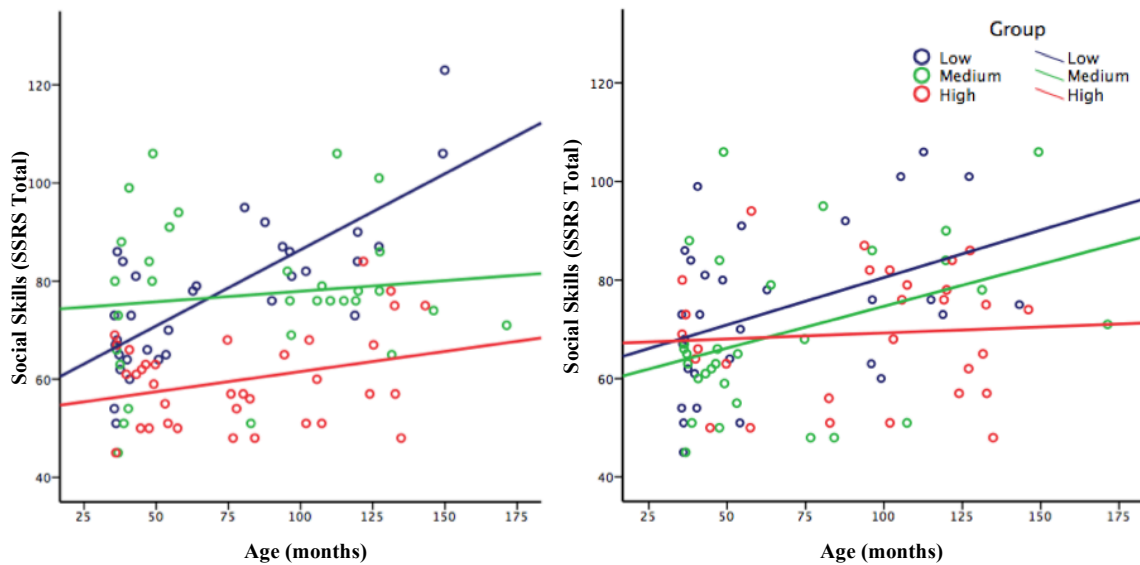 Social Skills (SSRS Total)
120
100
80
60
40
25 50 75 100 125 150 175
Age (months)
Social Skills (SSRS Total)
120
100
80
60
40
25 50 75 100 125 150 175
Age (months)
Group
Low Low
Medium Medium
High High